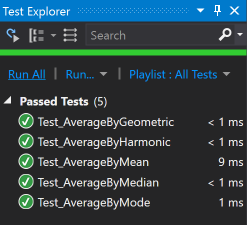 Test Explorer
Search
Run All | Run... | Playlist : All Tests
Passed Tests (5)
Test_AverageByGeometric < 1 ms
Test_AverageByHarmonic < 1 ms
Test_AverageByMean 9 ms
Test_AverageByMedian < 1 ms
Test_AverageByMode 1 ms